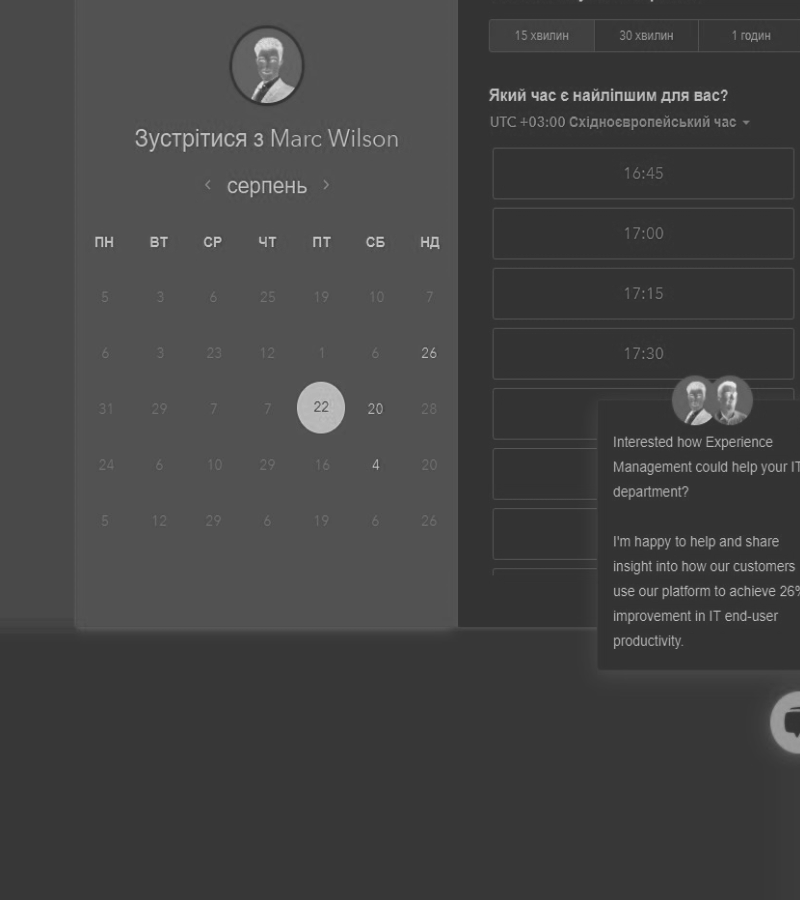 Зустрітися з Marc Wilson
серпень
ПН ВТ СР ЧТ ПТ СБ НД
5 3 6 25 19 10 7
6 3 23 12 1 6 26
31 29 7 7 22 20 28
24 6 10 29 16 4 20
5 12 29 6 19 6 26
15 хвилин 30 хвилин 1 годин
Який час є найліпшим для вас?
UTC +03:00 Східноєвропейський час
16:45
17:00
17:15
17:30
Interested how Experience
Management could help your IT
department?
I'm happy to help and share
insight into how our customers
use our platform to achieve 26%
improvement in IT end-user
productivity.